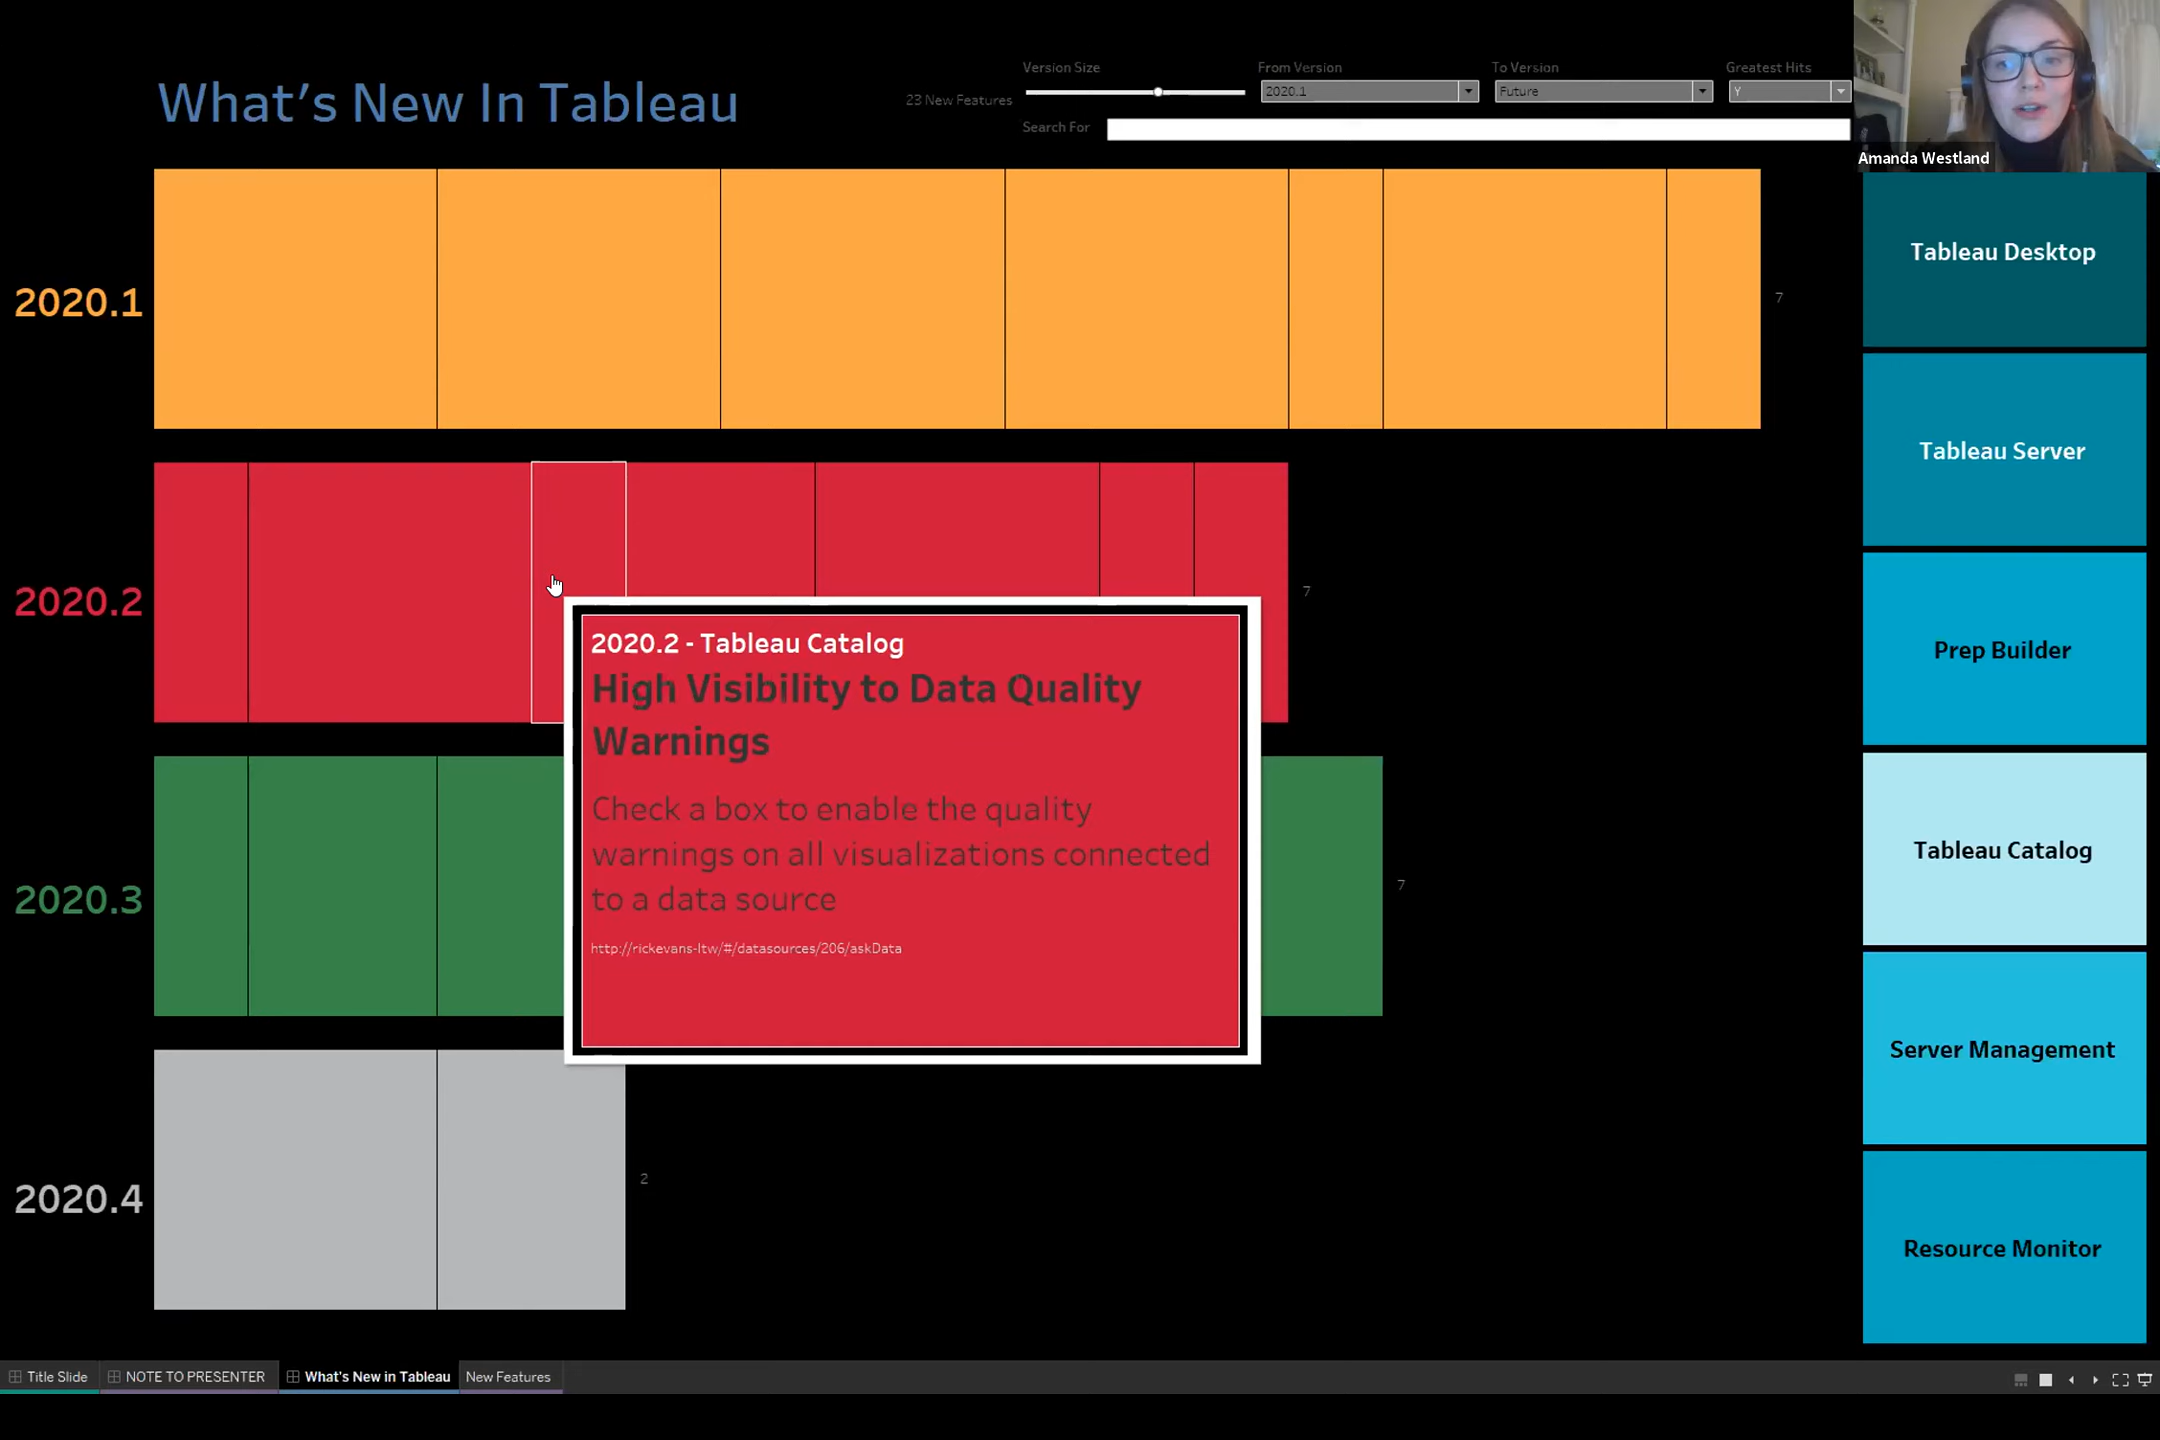 What's New In Tableau
23 New Features
Version Size
From Version
To Version
Greatest Hits
2020.1
Future
Y
Search For
Amanda Westland
2020.1
7
2020.2
7
2020.2 - Tableau Catalog
High Visibility to Data Quality
Warnings
Check a box to enable the quality
warnings on all visualizations connected
to a data source
http://rickevans-ltw/#/datasources/206/askData
2020.3
7
2020.4
2
Tableau Desktop
Tableau Server
Prep Builder
Tableau Catalog
Server Management
Resource Monitor
Title Slide
NOTE TO PRESENTER
What's New in Tableau
New Features